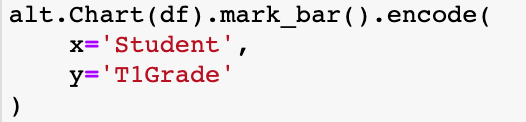 alt.Chart(df).mark_bar().encode(
    x='Student',
    y='T1Grade'
)